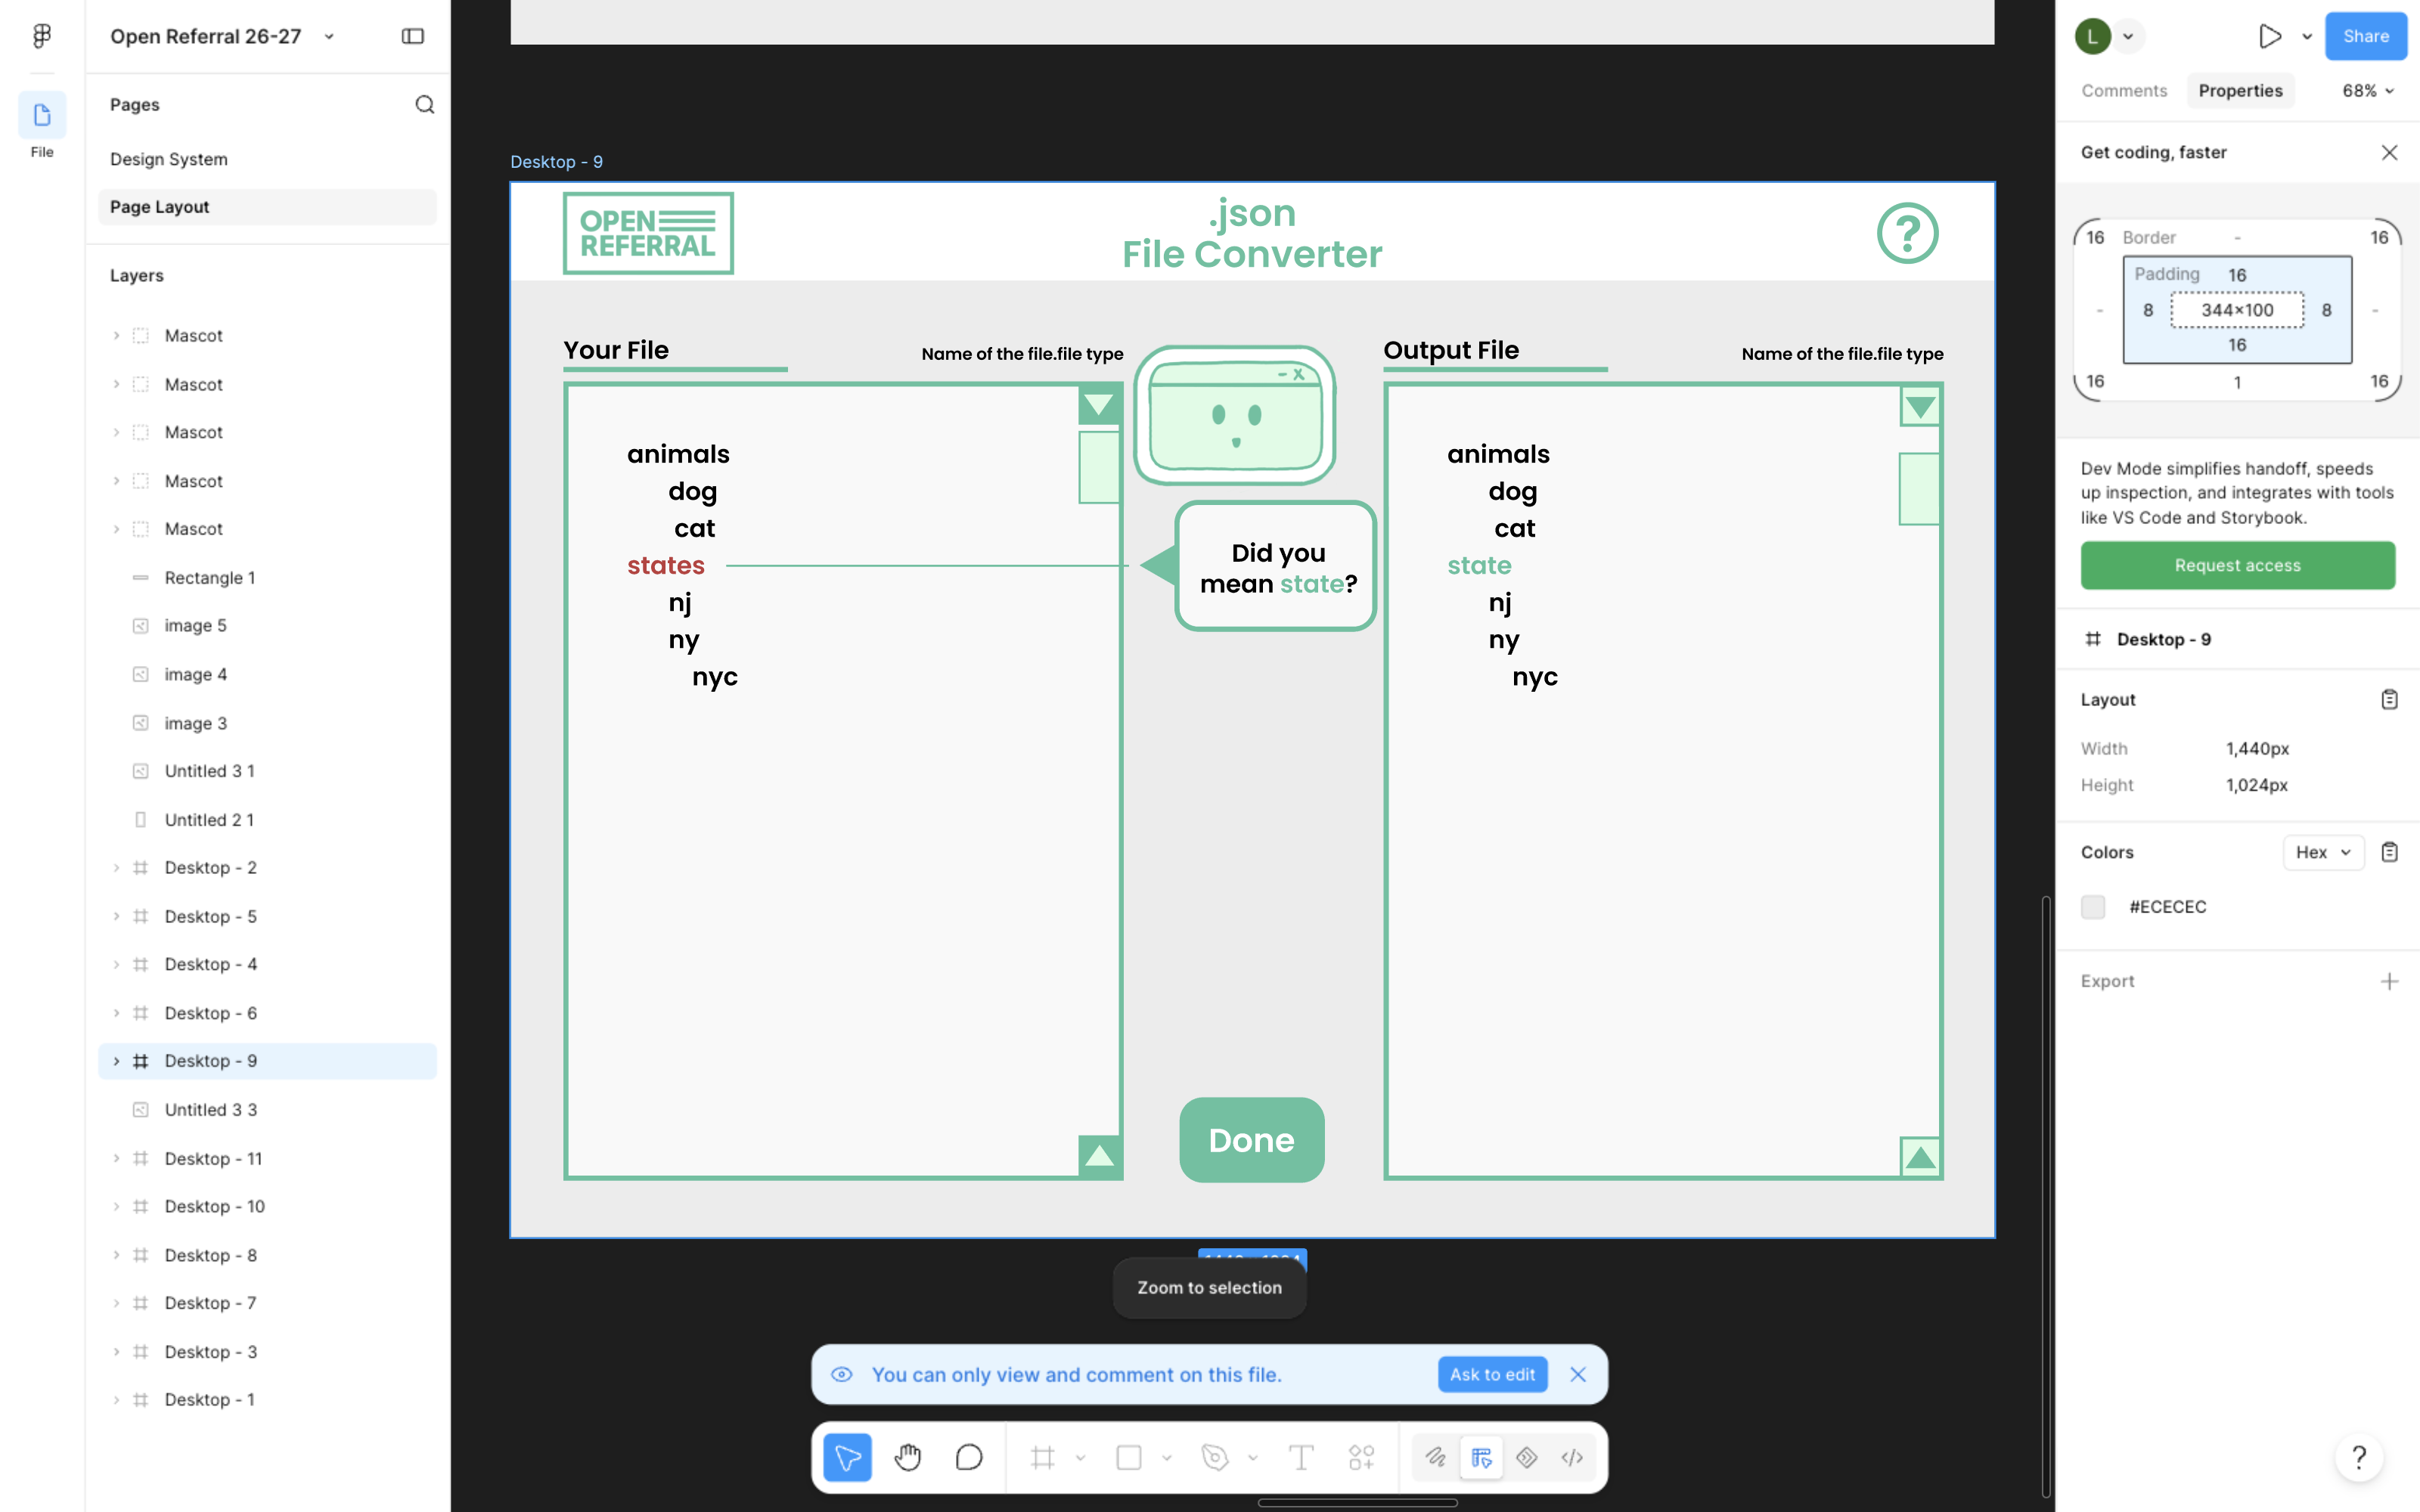 Open Referral 26-27
File
Pages
Design System
Page Layout
Layers
Mascot
Mascot
Mascot
Mascot
Mascot
Rectangle 1
image 5
image 4
image 3
Untitled 3 1
Untitled 2 1
Desktop - 2
Desktop - 5
Desktop - 4
Desktop - 6
Desktop - 9
Untitled 3 3
Desktop - 11
Desktop - 10
Desktop - 8
Desktop - 7
Desktop - 3
Desktop - 1
Desktop - 9
OPEN
REFERRAL
.json
File Converter
?
Your File
Name of the file.file type
animals
dog
cat
states
nj
ny
nyc
- x
Did you
mean state?
Done
Output File
Name of the file.file type
animals
dog
cat
state
nj
ny
nyc
Zoom to selection
You can only view and comment on this file.
Ask to edit
L
Share
Comments
Properties
68%
Get coding, faster
16 Border - 16
Padding 16
- 8 344×100 8 -
16
16 1 16
Dev Mode simplifies handoff, speeds
up inspection, and integrates with tools
like VS Code and Storybook.
Request access
Desktop - 9
Layout
Width 1,440px
Height 1,024px
Colors
Hex
#ECECEC
Export
?